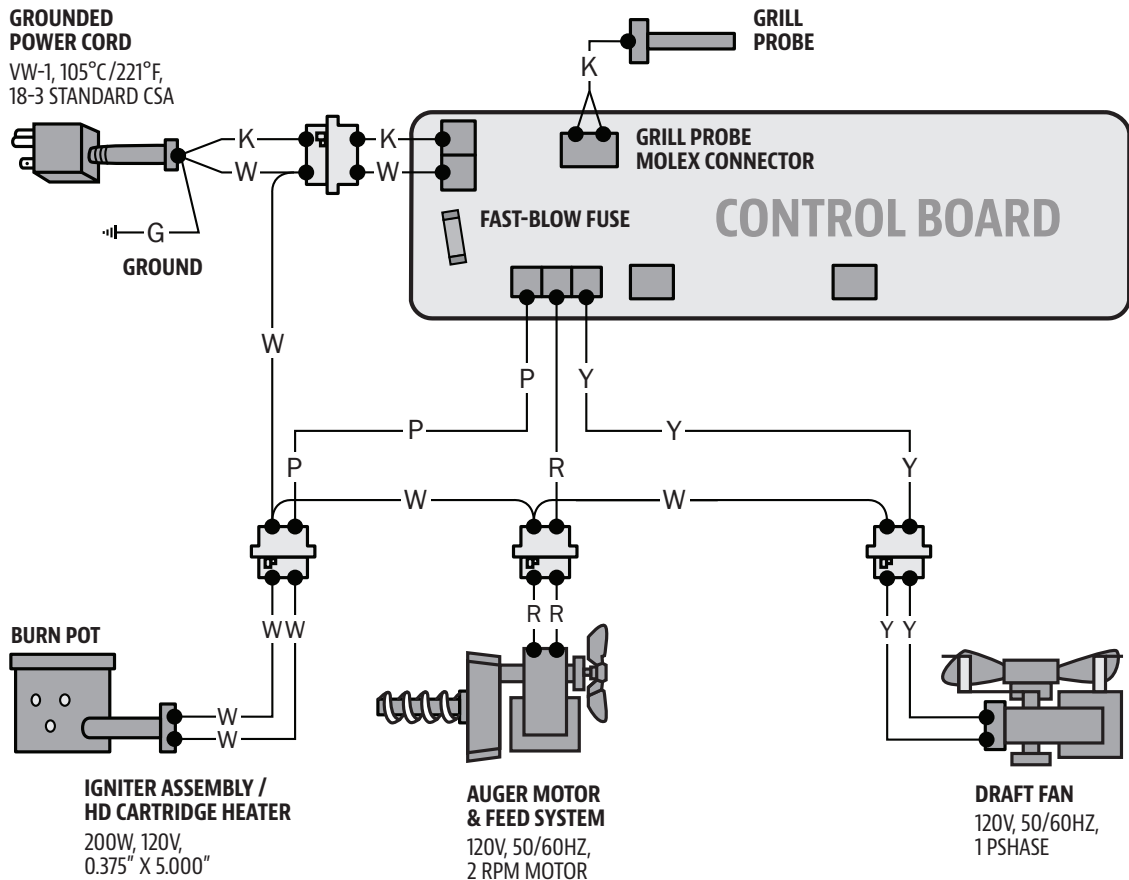 GROUNDED
POWER CORD
VW-1, 105°C/221°F,
18-3 STANDARD CSA
GRILL
PROBE
K
K
K
W
W
GRILL PROBE
MOLEX CONNECTOR
CONTROL BOARD
FAST-BLOW FUSE
G
GROUND
W
P
Y
P
Y
P
R
Y
W
W
R R
W W
Y Y
BURN POT
W
W
IGNITER ASSEMBLY /
HD CARTRIDGE HEATER
200W, 120V,
0.375" X 5.000"
AUGER MOTOR
& FEED SYSTEM
120V, 50/60HZ,
2 RPM MOTOR
DRAFT FAN
120V, 50/60HZ,
1 PSHASE